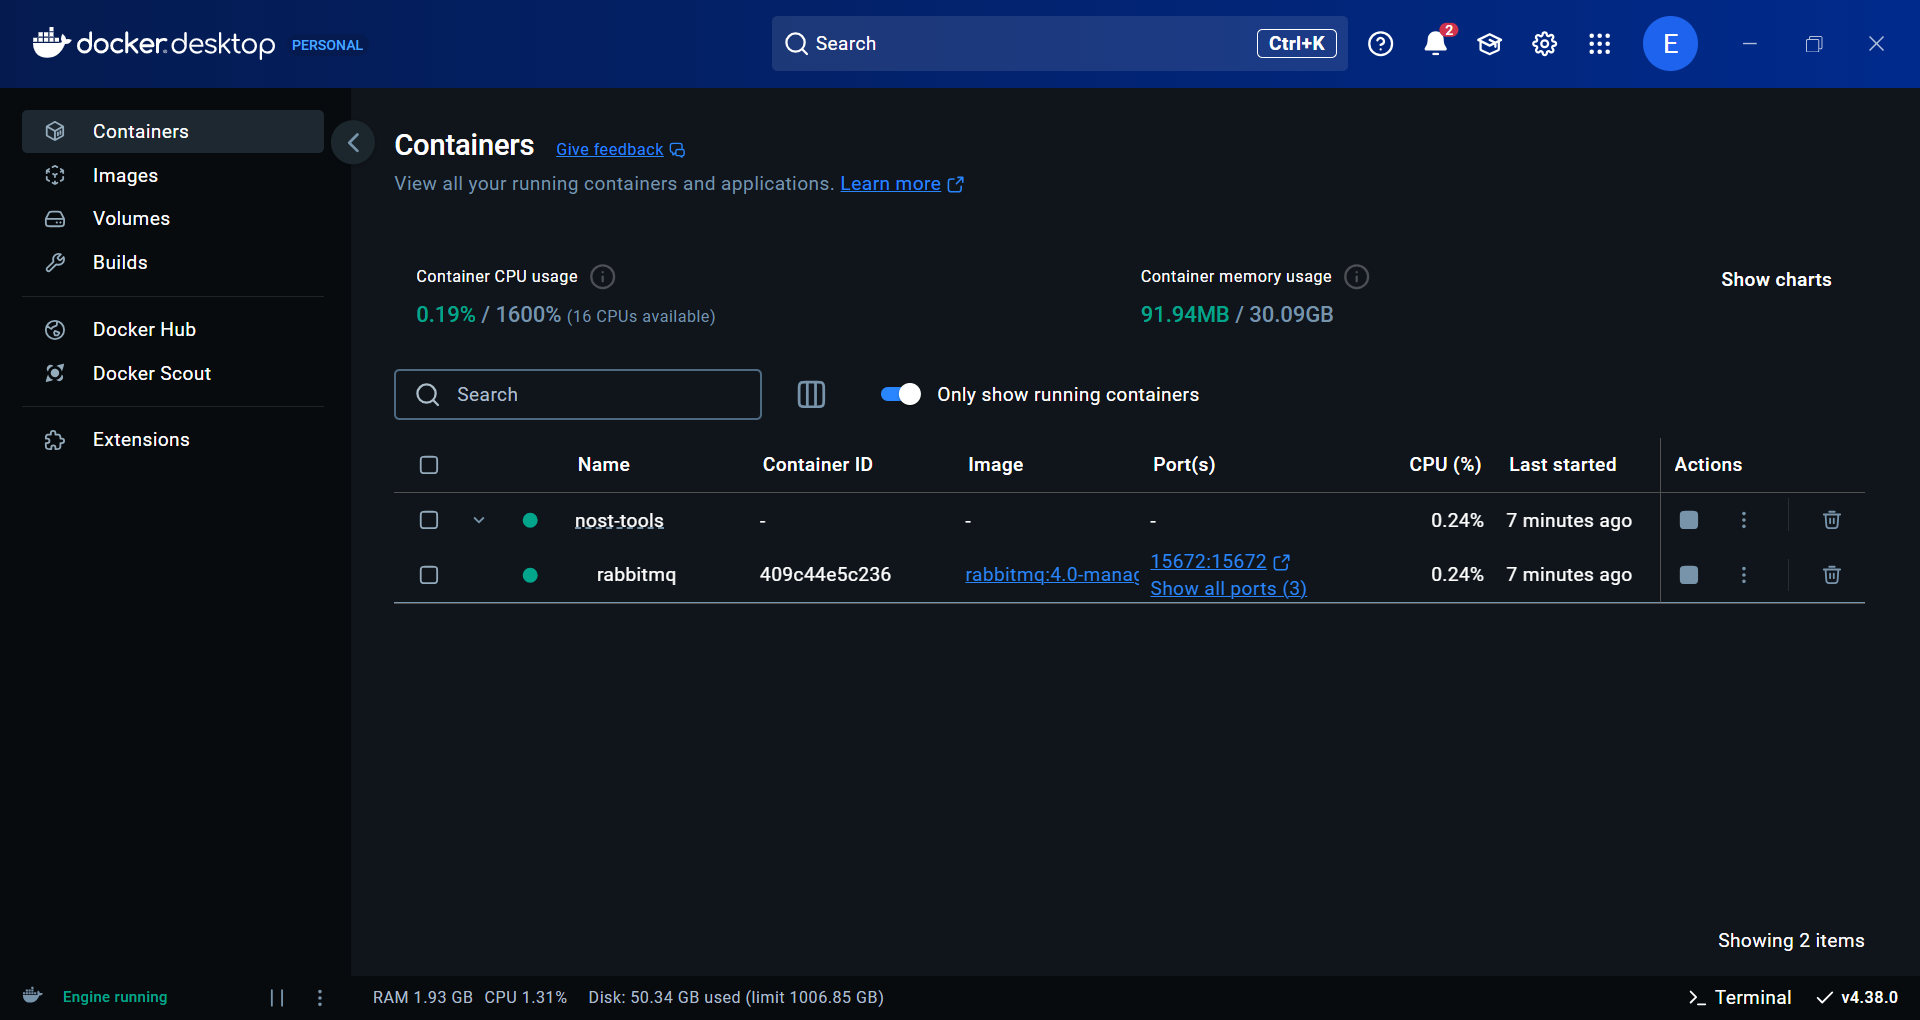 docker desktop PERSONAL
Search Ctrl+K
2
E
Containers
Images
Volumes
Builds
Docker Hub
Docker Scout
Extensions
Containers Give feedback
View all your running containers and applications. Learn more
Container CPU usage
0.19% / 1600% (16 CPUs available)
Container memory usage
91.94MB / 30.09GB
Show charts
Search
Only show running containers
Name Container ID Image Port(s) CPU (%) Last started Actions
nost-tools - - - 0.24% 7 minutes ago
rabbitmq 409c44e5c236 rabbitmq:4.0-manag 15672:15672 0.24% 7 minutes ago
Show all ports (3)
Showing 2 items
Engine running
RAM 1.93 GB CPU 1.31% Disk: 50.34 GB used (limit 1006.85 GB)
Terminal v4.38.0